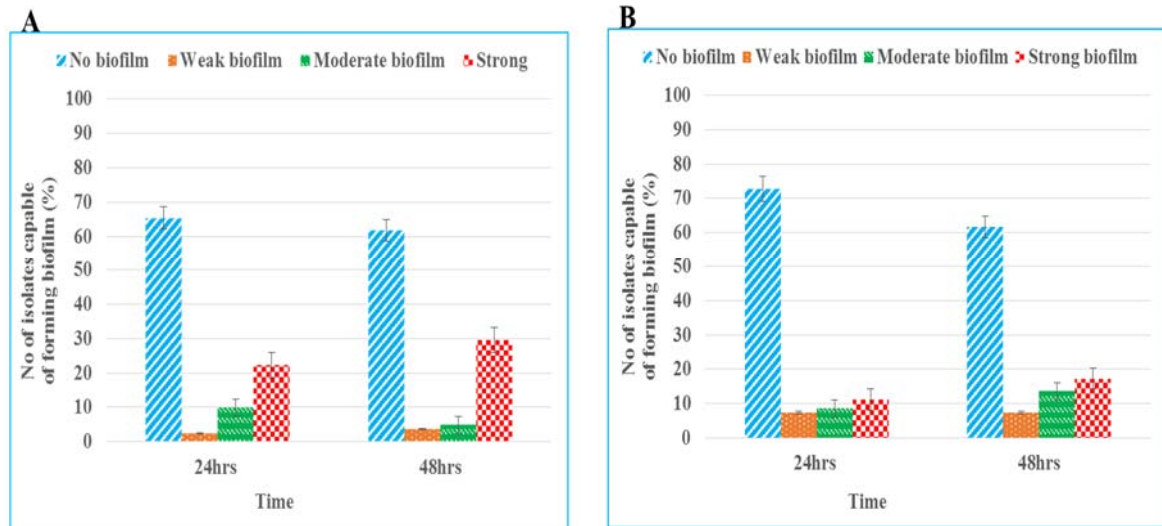 A
No biofilm Weak biofilm Moderate biofilm Strong
No of isolates capable
of forming biofilm (%)
100
90
80
70
60
50
40
30
20
10
0
24hrs 48hrs
Time
B
No biofilm Weak biofilm Moderate biofilm Strong biofilm
No of isolates capable
of forming biofilm (%)
100
90
80
70
60
50
40
30
20
10
0
24hrs 48hrs
Time